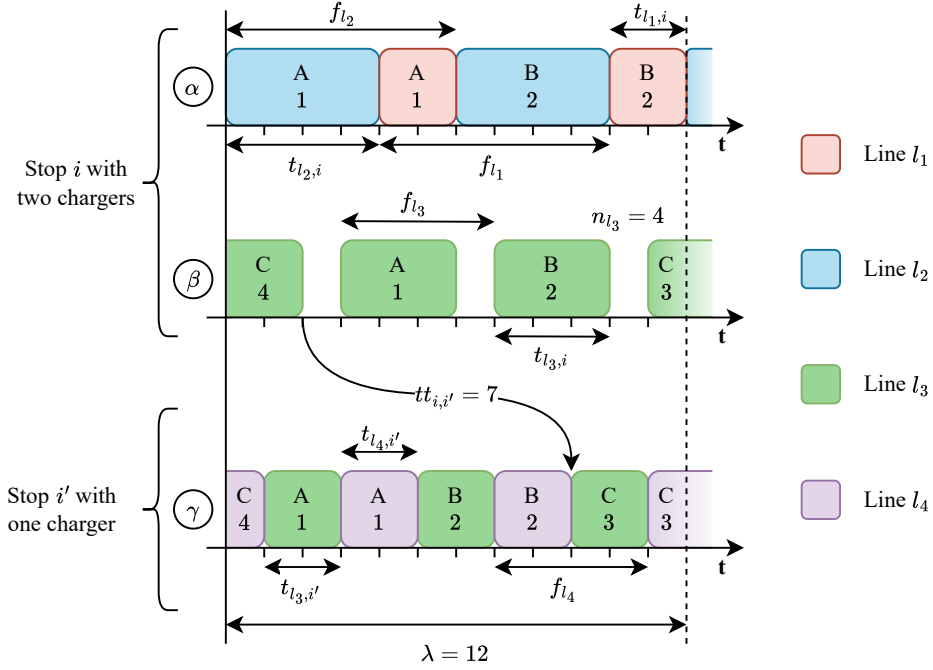 f_{l_2}
t_{l_1,i}
α
A
1
A
1
B
2
B
2
t
t_{l_2,i}
f_{l_1}
Stop i with
two chargers
f_{l_3}
n_{l_3} = 4
β
C
4
A
1
B
2
C
3
t
t_{l_3,i}
tt_{i,i'} = 7
t_{l_4,i'}
Stop i' with
one charger
γ
C
4
A
1
A
1
B
2
B
2
C
3
C
3
t
t_{l_3,i'}
f_{l_4}
λ = 12
Line l_1
Line l_2
Line l_3
Line l_4